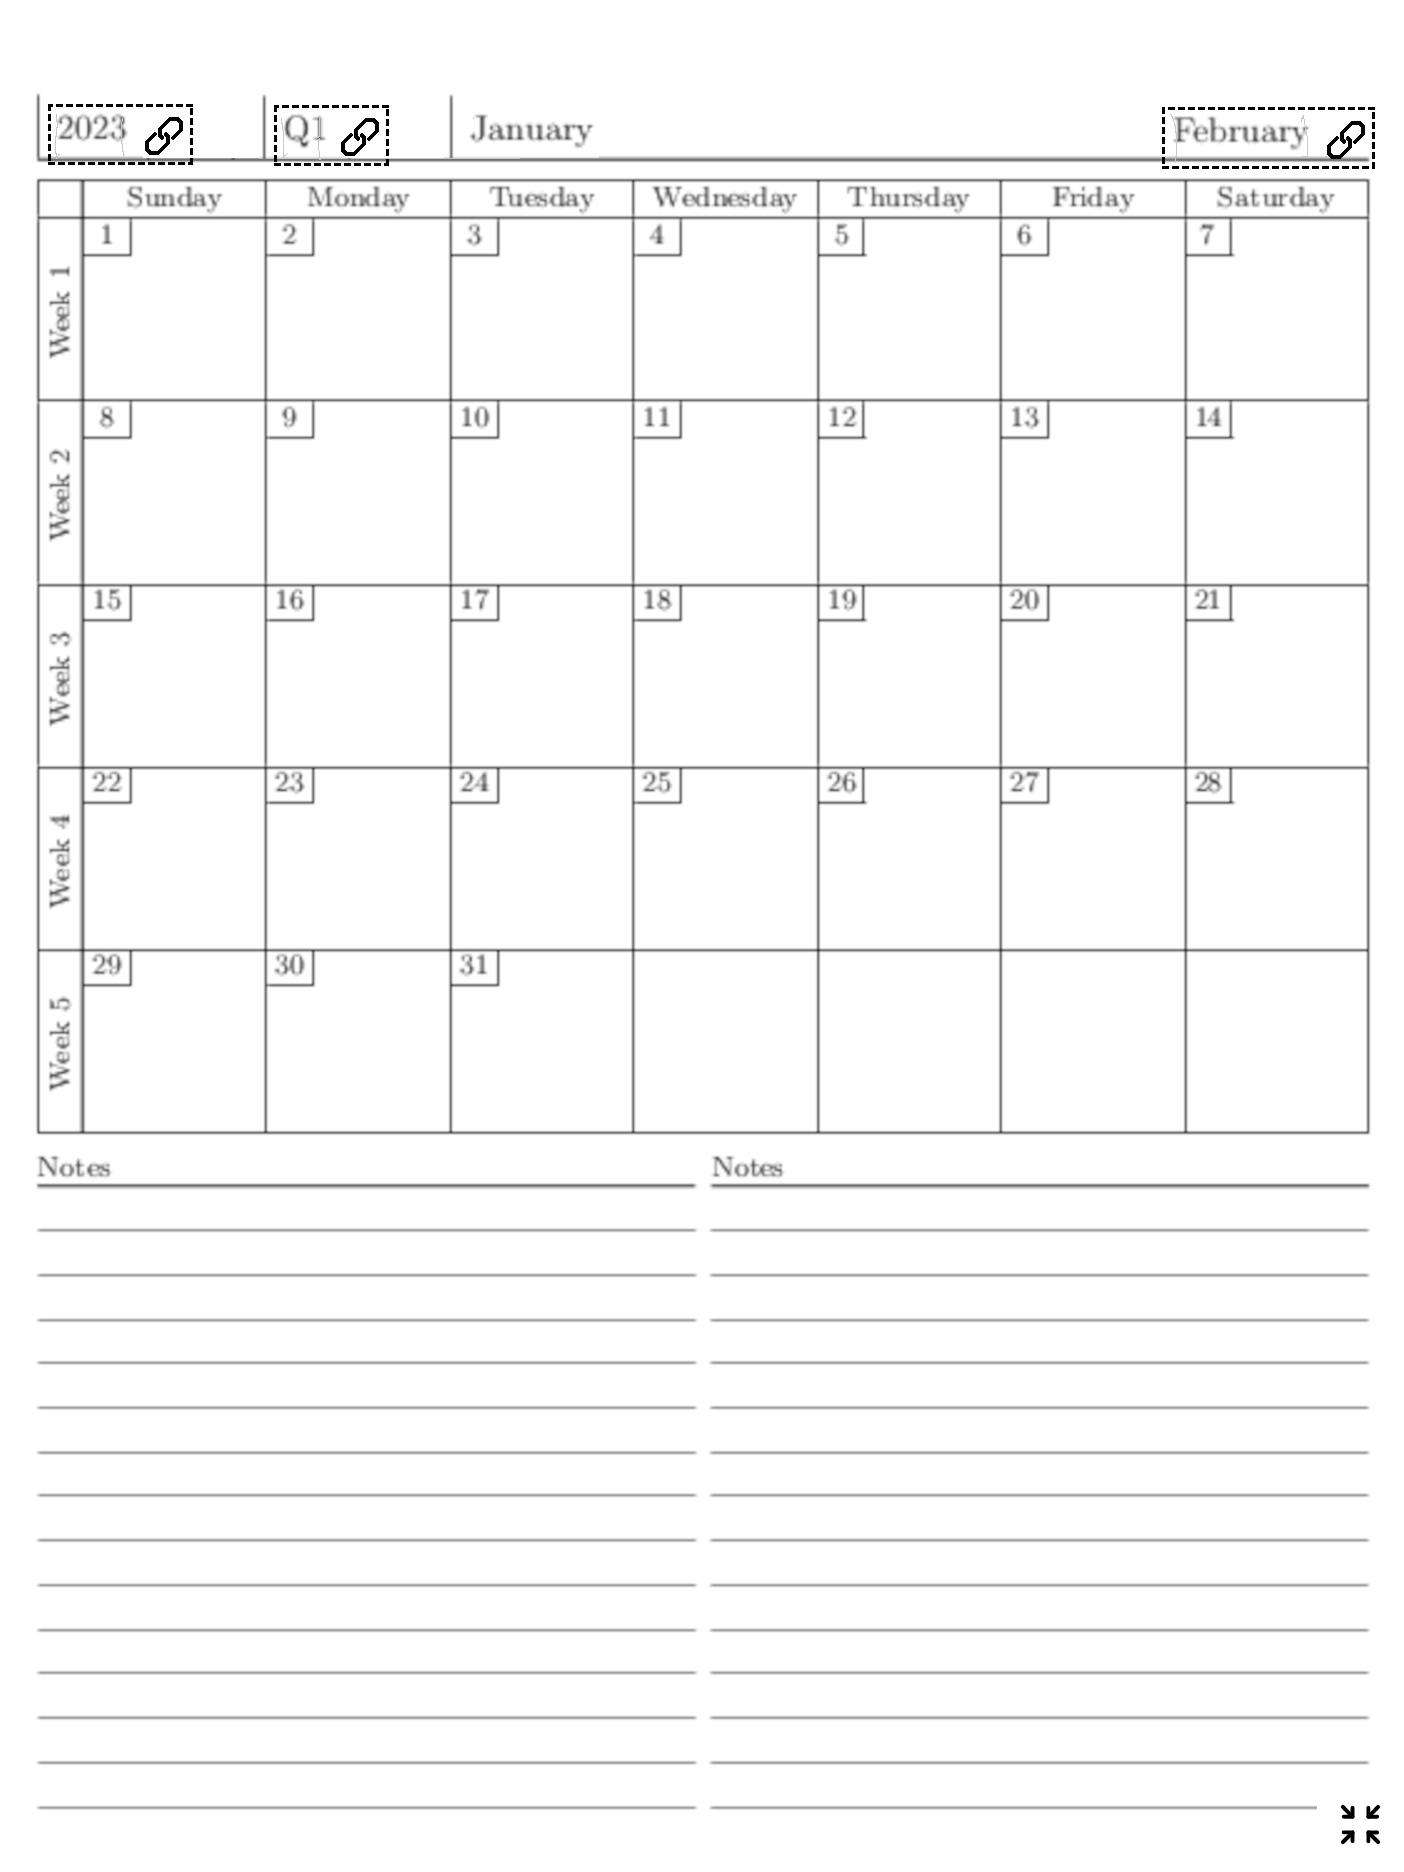 2023 Q1 January February
Sunday Monday Tuesday Wednesday Thursday Friday Saturday
Week 1 1 2 3 4 5 6 7
Week 2 8 9 10 11 12 13 14
Week 3 15 16 17 18 19 20 21
Week 4 22 23 24 25 26 27 28
Week 5 29 30 31
Notes Notes